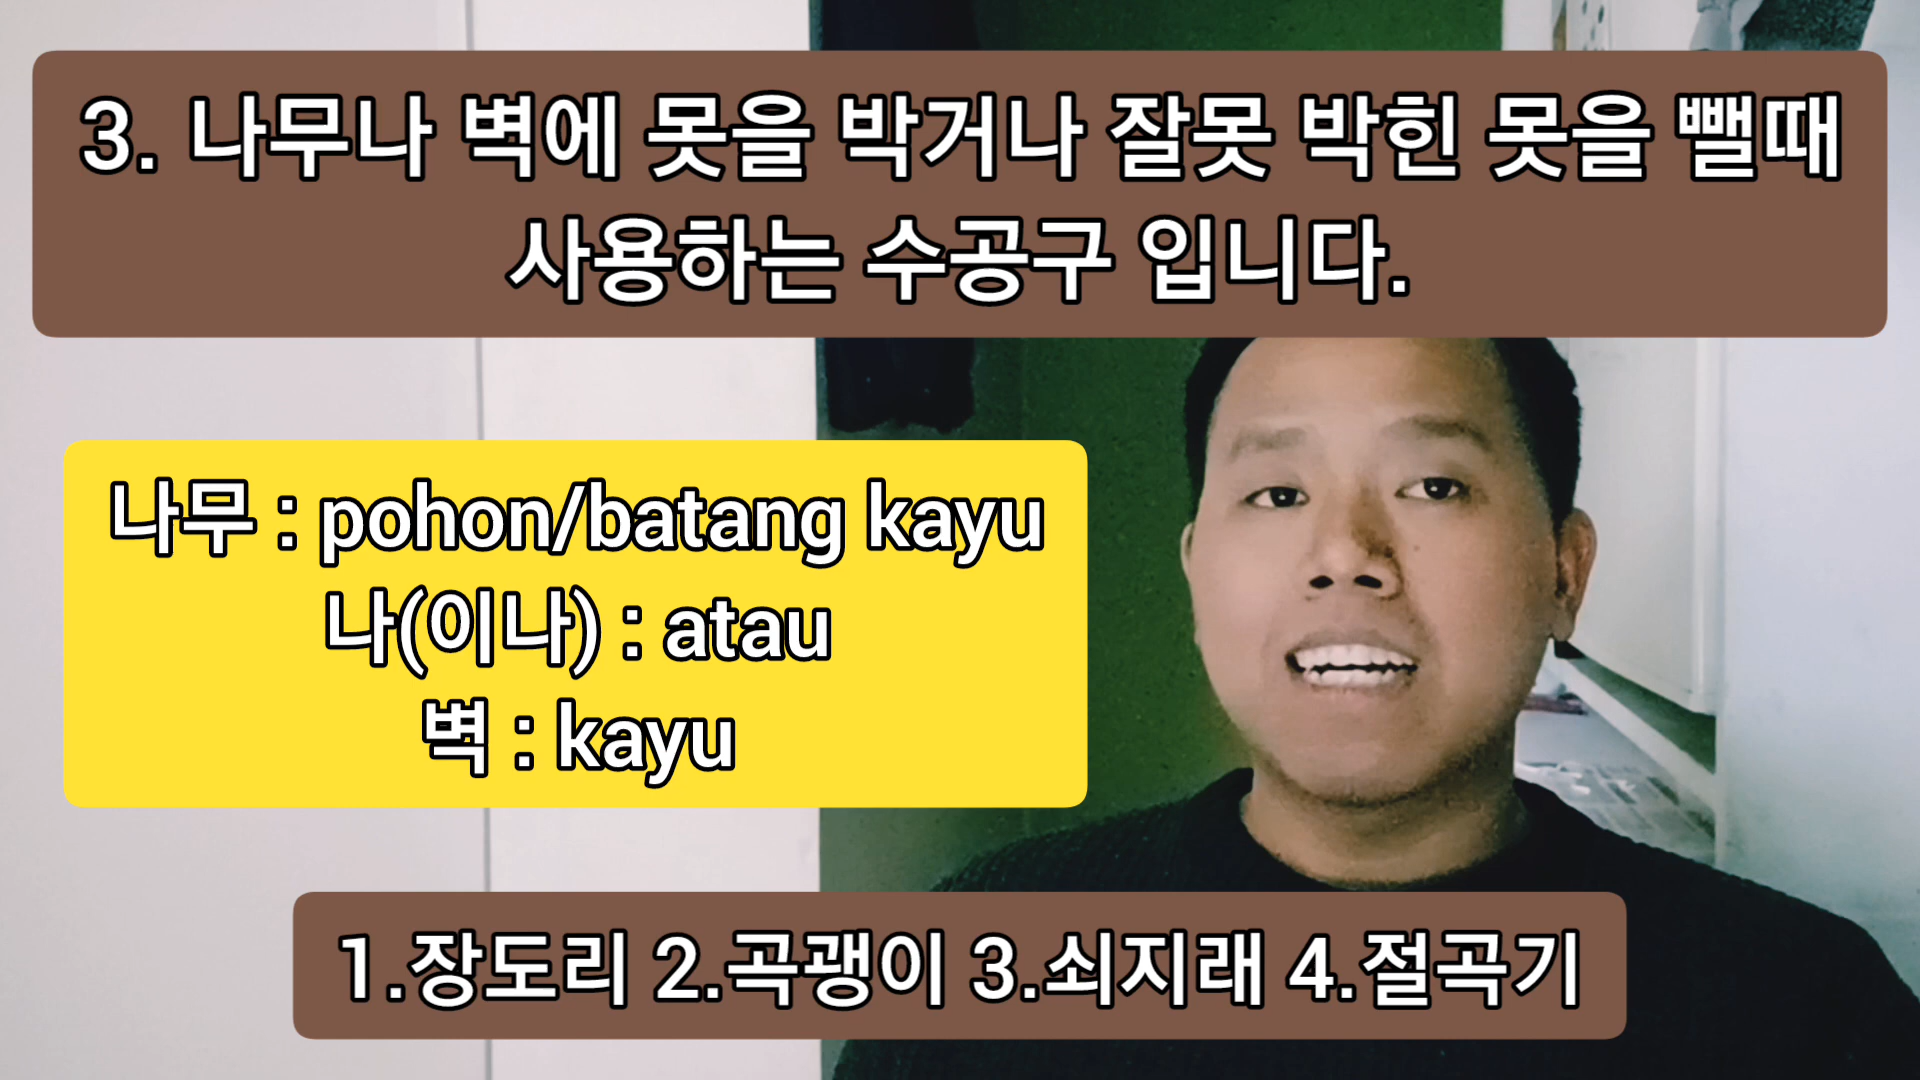 3. 나무나 벽에 못을 박거나 잘못 박힌 못을 뺄때
사용하는 수공구 입니다.
나무 : pohon/batang kayu
나(이나) : atau
벽 : kayu
1.장도리 2.곡괭이 3.쇠지래 4.절곡기